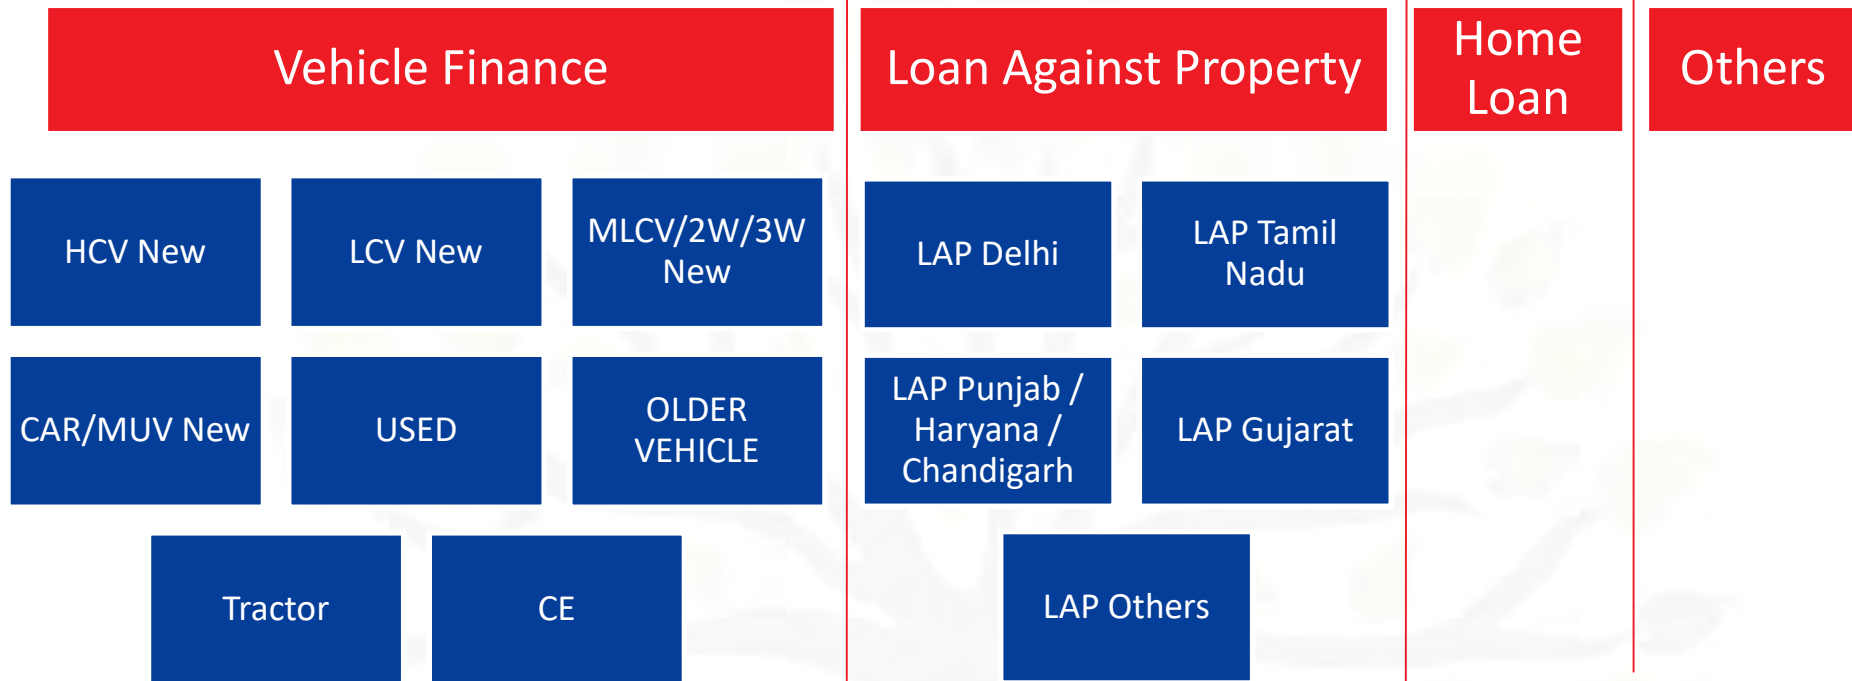 Vehicle Finance
Loan Against Property
Home
Loan
Others
HCV New
LCV New
MLCV/2W/3W
New
LAP Delhi
LAP Tamil
Nadu
CAR/MUV New
USED
OLDER
VEHICLE
LAP Punjab /
Haryana /
Chandigarh
LAP Gujarat
Tractor
CE
LAP Others